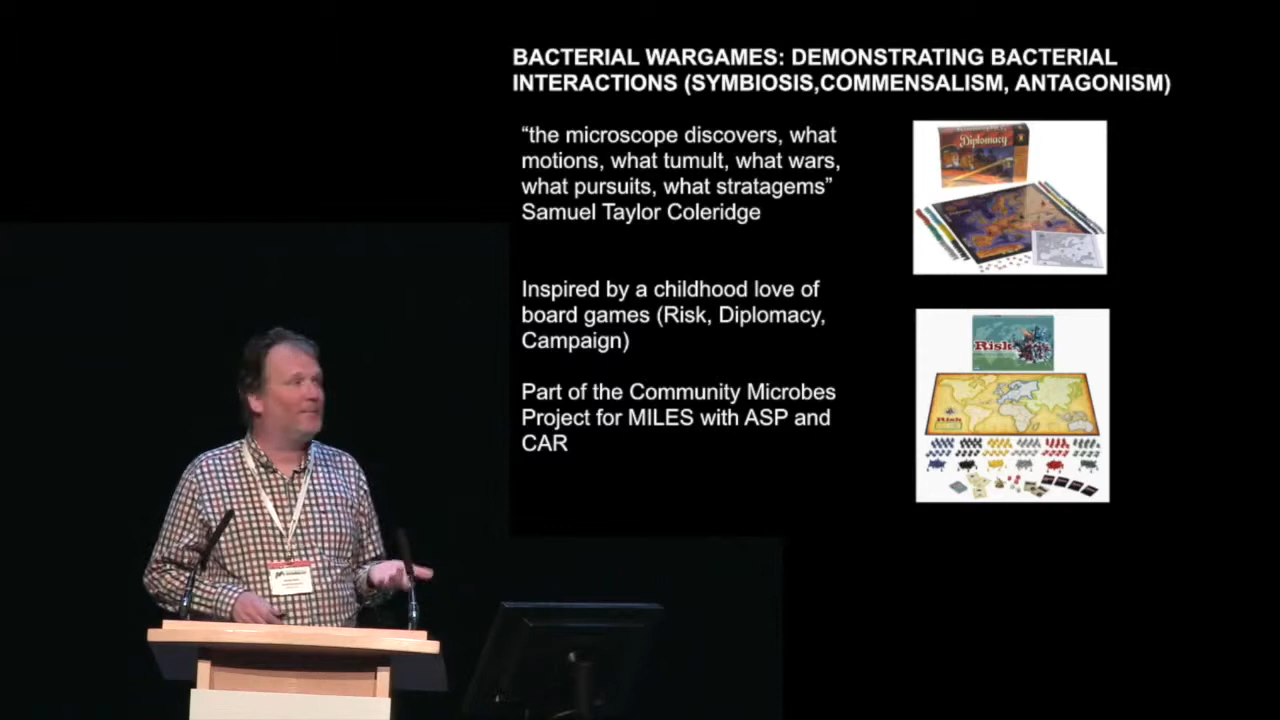 BACTERIAL WARGAMES: DEMONSTRATING BACTERIAL
INTERACTIONS (SYMBIOSIS,COMMENSALISM, ANTAGONISM)
“the microscope discovers, what
motions, what tumult, what wars,
what pursuits, what stratagems”
Samuel Taylor Coleridge
Inspired by a childhood love of
board games (Risk, Diplomacy,
Campaign)
Part of the Community Microbes
Project for MILES with ASP and
CAR
Diplomacy
Risk
Risk